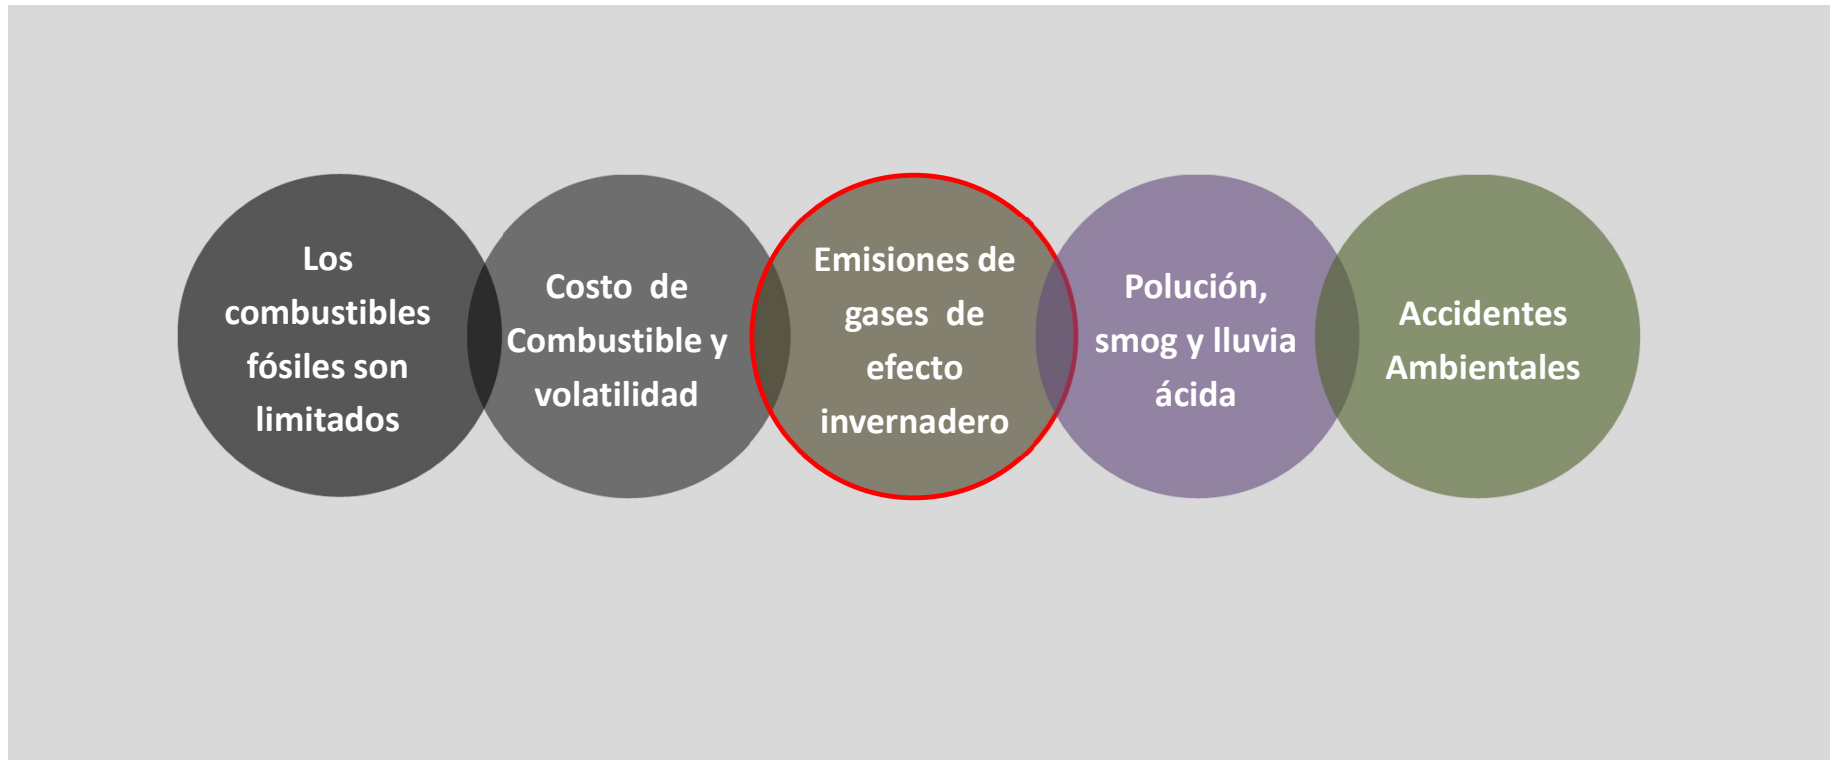 Los
combustibles
fósiles son
limitados
Costo  de
Combustible y
volatilidad
Emisiones de
gases  de
efecto
invernadero
Polución,
smog y lluvia
ácida
Accidentes
Ambientales